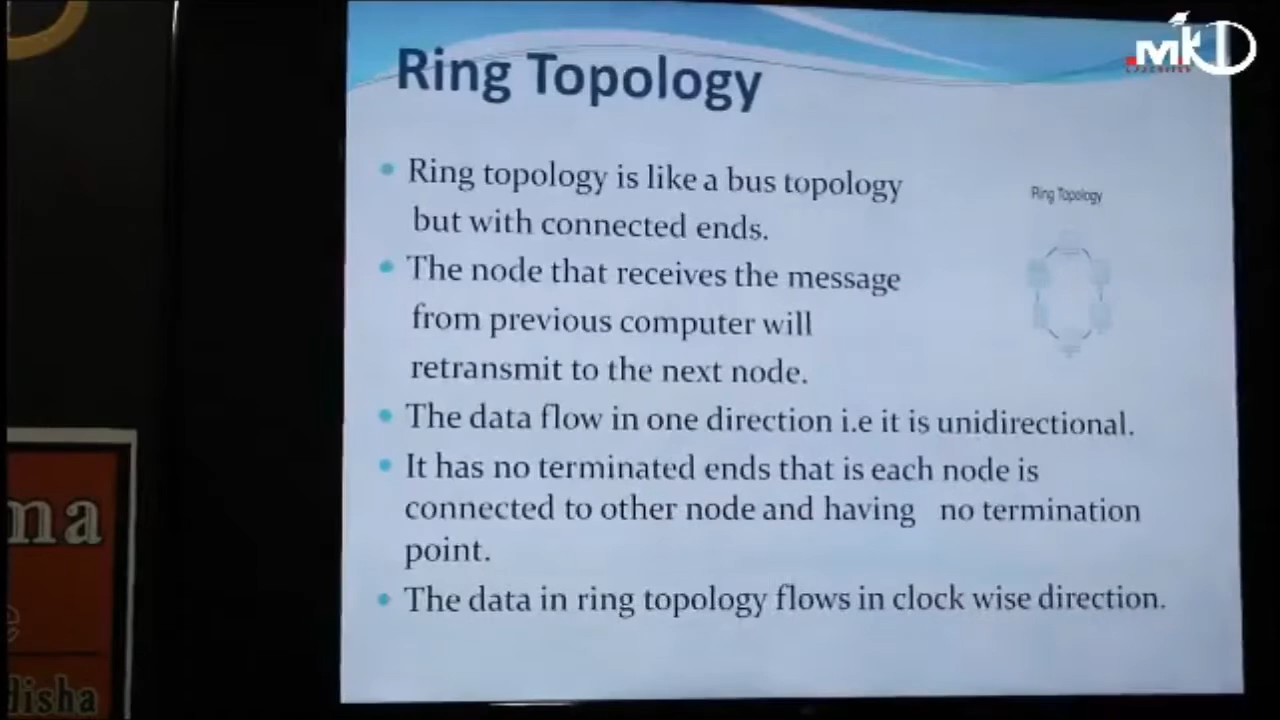 MKD
Ring Topology
• Ring topology is like a bus topology
but with connected ends.
Ring Topology
• The node that receives the message
from previous computer will
retransmit to the next node.
• The data flow in one direction i.e it is unidirectional.
• It has no terminated ends that is each node is
connected to other node and having no termination
point.
• The data in ring topology flows in clock wise direction.
ma
e
disha